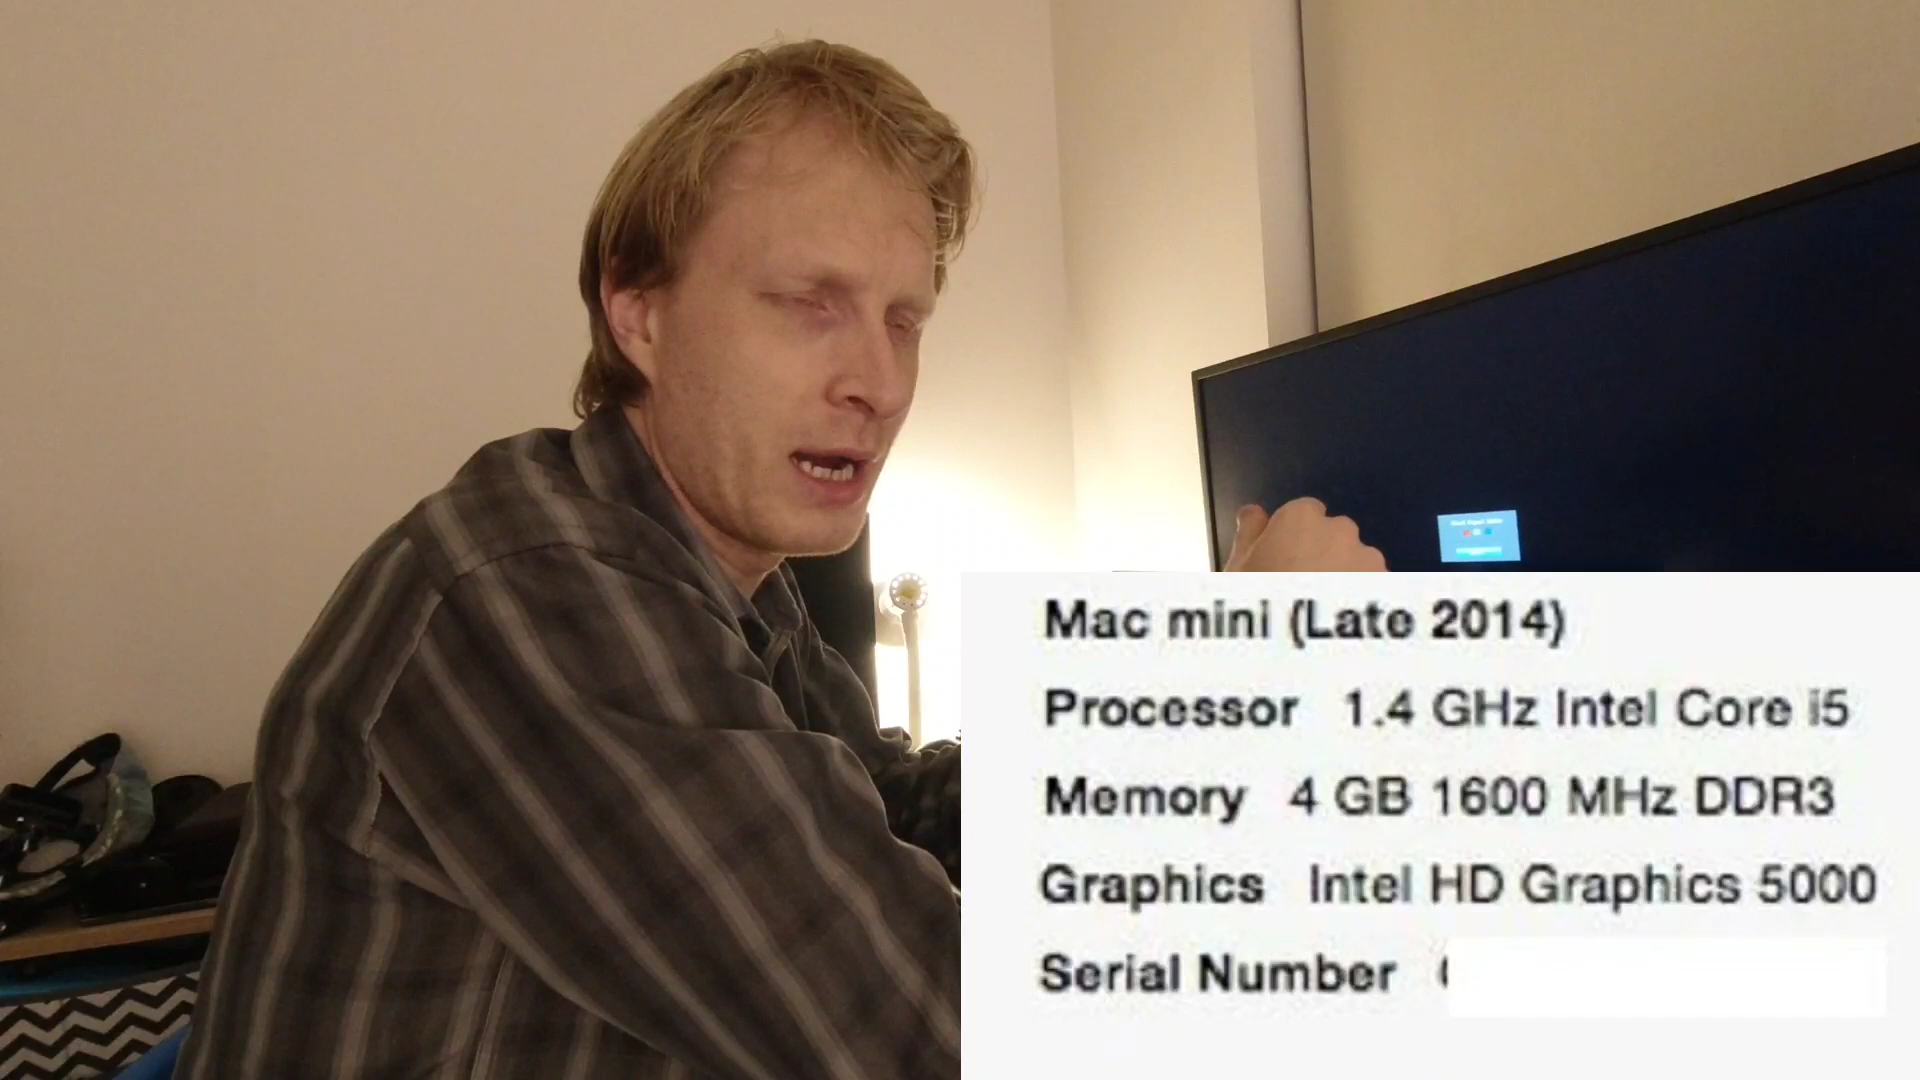 Mac mini (Late 2014)
Processor 1.4 GHz Intel Core i5
Memory 4 GB 1600 MHz DDR3
Graphics Intel HD Graphics 5000
Serial Number